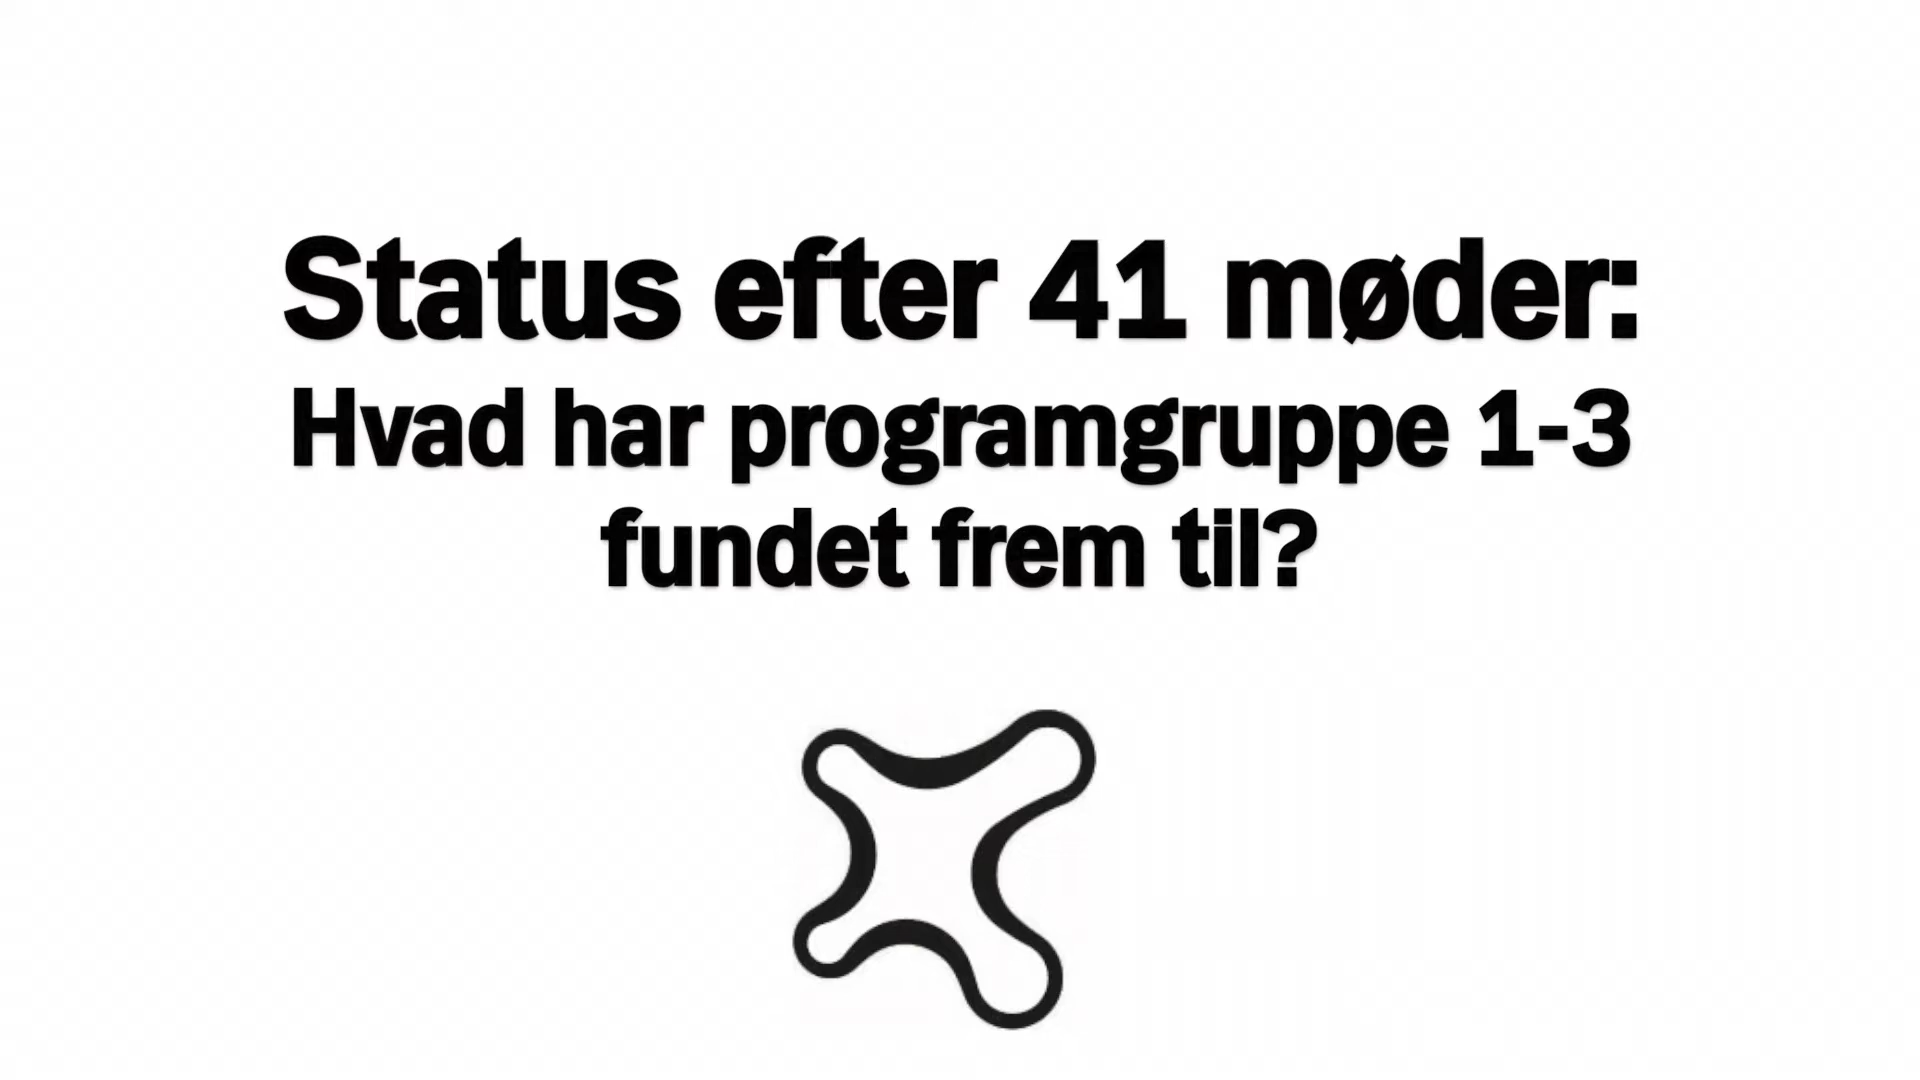 Status efter 41 møder:
Hvad har programgruppe 1-3
fundet frem til?